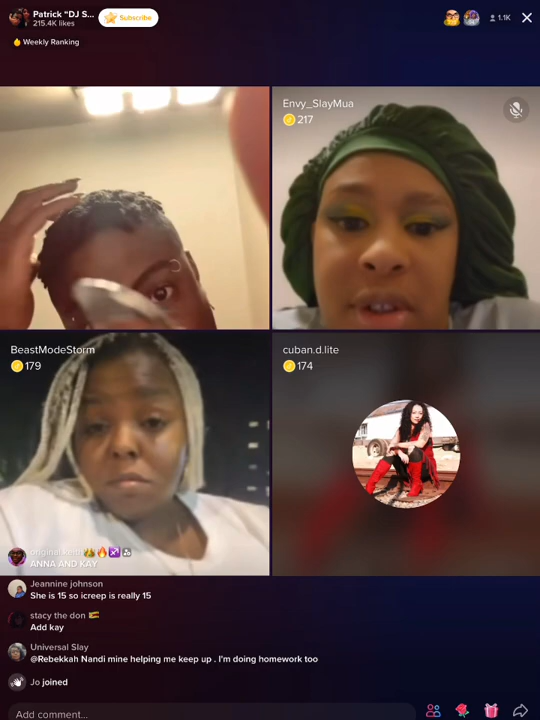 Patrick "DJ S...
215.4K likes
Subscribe
1.1K
Weekly Ranking
Envy_SlayMua
217
BeastModeStorm
179
cuban.d.lite
174
ANNA AND KAY
Jeannine johnson
She is 15 so icreep is really 15
stacy the don
Add kay
Universal Slay
@Rebekkah Nandi mine helping me keep up . I'm doing homework too
Jo joined
Add comment...